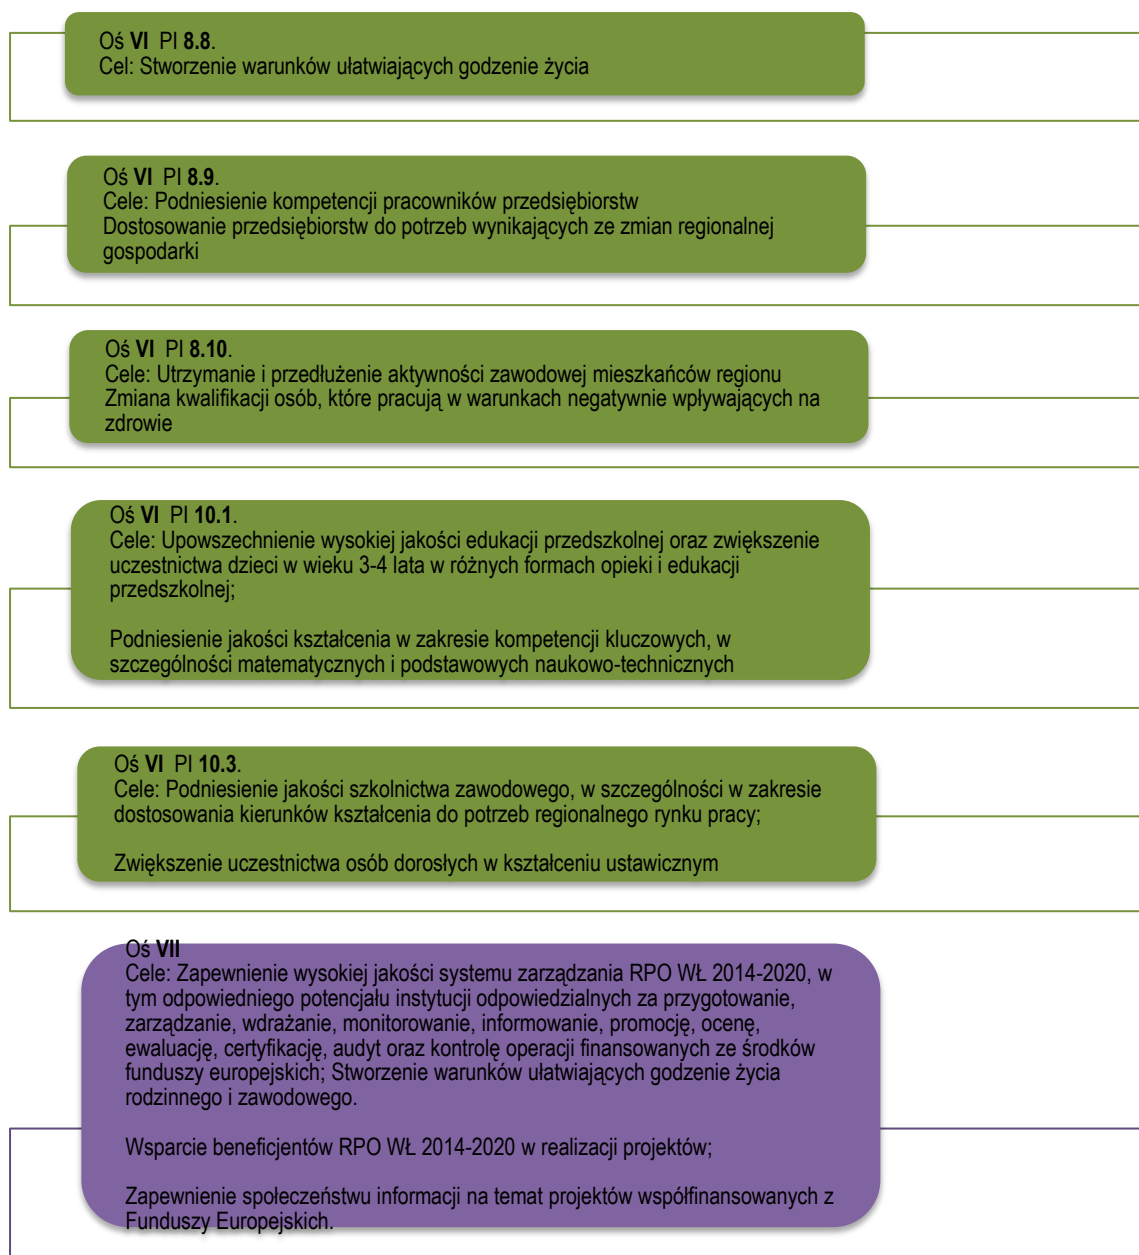 Oś VI PI 8.8.
Cel: Stworzenie warunków ułatwiających godzenie życia
Oś VI PI 8.9.
Cele: Podniesienie kompetencji pracowników przedsiębiorstw
Dostosowanie przedsiębiorstw do potrzeb wynikających ze zmian regionalnej
gospodarki
Oś VI PI 8.10.
Cele: Utrzymanie i przedłużenie aktywności zawodowej mieszkańców regionu
Zmiana kwalifikacji osób, które pracują w warunkach negatywnie wpływających na
zdrowie
Oś VI PI 10.1.
Cele: Upowszechnienie wysokiej jakości edukacji przedszkolnej oraz zwiększenie
uczestnictwa dzieci w wieku 3-4 lata w różnych formach opieki i edukacji
przedszkolnej;
Podniesienie jakości kształcenia w zakresie kompetencji kluczowych, w
szczególności matematycznych i podstawowych naukowo-technicznych
Oś VI PI 10.3.
Cele: Podniesienie jakości szkolnictwa zawodowego, w szczególności w zakresie
dostosowania kierunków kształcenia do potrzeb regionalnego rynku pracy;
Zwiększenie uczestnictwa osób dorosłych w kształceniu ustawicznym
Oś VII
Cele: Zapewnienie wysokiej jakości systemu zarządzania RPO WŁ 2014-2020, w
tym odpowiedniego potencjału instytucji odpowiedzialnych za przygotowanie,
zarządzanie, wdrażanie, monitorowanie, informowanie, promocję, ocenę,
ewaluację, certyfikację, audyt oraz kontrolę operacji finansowanych ze środków
funduszy europejskich; Stworzenie warunków ułatwiających godzenie życia
rodzinnego i zawodowego.
Wsparcie beneficjentów RPO WŁ 2014-2020 w realizacji projektów;
Zapewnienie społeczeństwu informacji na temat projektów współfinansowanych z
Funduszy Europejskich.